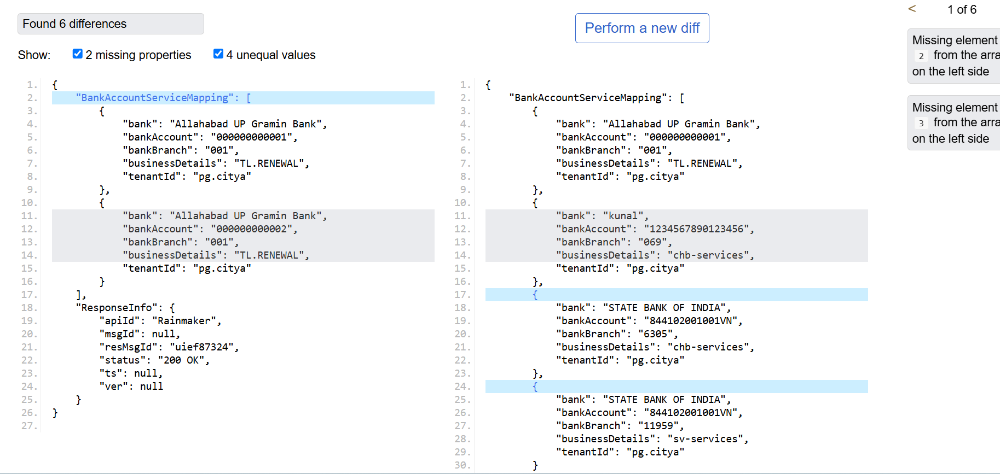 Found 6 differences
Perform a new diff
< 1 of 6
Show: 2 missing properties 4 unequal values
Missing element
2 from the arra
on the left side
Missing element
3 from the arra
on the left side
1. {
2. "BankAccountServiceMapping": [
3. {
4. "bank": "Allahabad UP Gramin Bank",
5. "bankAccount": "000000000001",
6. "bankBranch": "001",
7. "businessDetails": "TL.RENEWAL",
8. "tenantId": "pg.citya"
9. },
10. {
11. "bank": "Allahabad UP Gramin Bank",
12. "bankAccount": "000000000002",
13. "bankBranch": "001",
14. "businessDetails": "TL.RENEWAL",
15. "tenantId": "pg.citya"
16. }
17. ],
18. "ResponseInfo": {
19. "apiId": "Rainmaker",
20. "msgId": null,
21. "resMsgId": "uief87324",
22. "status": "200 OK",
23. "ts": null,
24. "ver": null
25. }
26. }
27.
1. {
2. "BankAccountServiceMapping": [
3. {
4. "bank": "Allahabad UP Gramin Bank",
5. "bankAccount": "000000000001",
6. "bankBranch": "001",
7. "businessDetails": "TL.RENEWAL",
8. "tenantId": "pg.citya"
9. },
10. {
11. "bank": "kunal",
12. "bankAccount": "1234567890123456",
13. "bankBranch": "069",
14. "businessDetails": "chb-services",
15. "tenantId": "pg.citya"
16. },
17. {
18. "bank": "STATE BANK OF INDIA",
19. "bankAccount": "844102001001VN",
20. "bankBranch": "6305",
21. "businessDetails": "chb-services",
22. "tenantId": "pg.citya"
23. },
24. {
25. "bank": "STATE BANK OF INDIA",
26. "bankAccount": "844102001001VN",
27. "bankBranch": "11959",
28. "businessDetails": "sv-services",
29. "tenantId": "pg.citya"
30. }